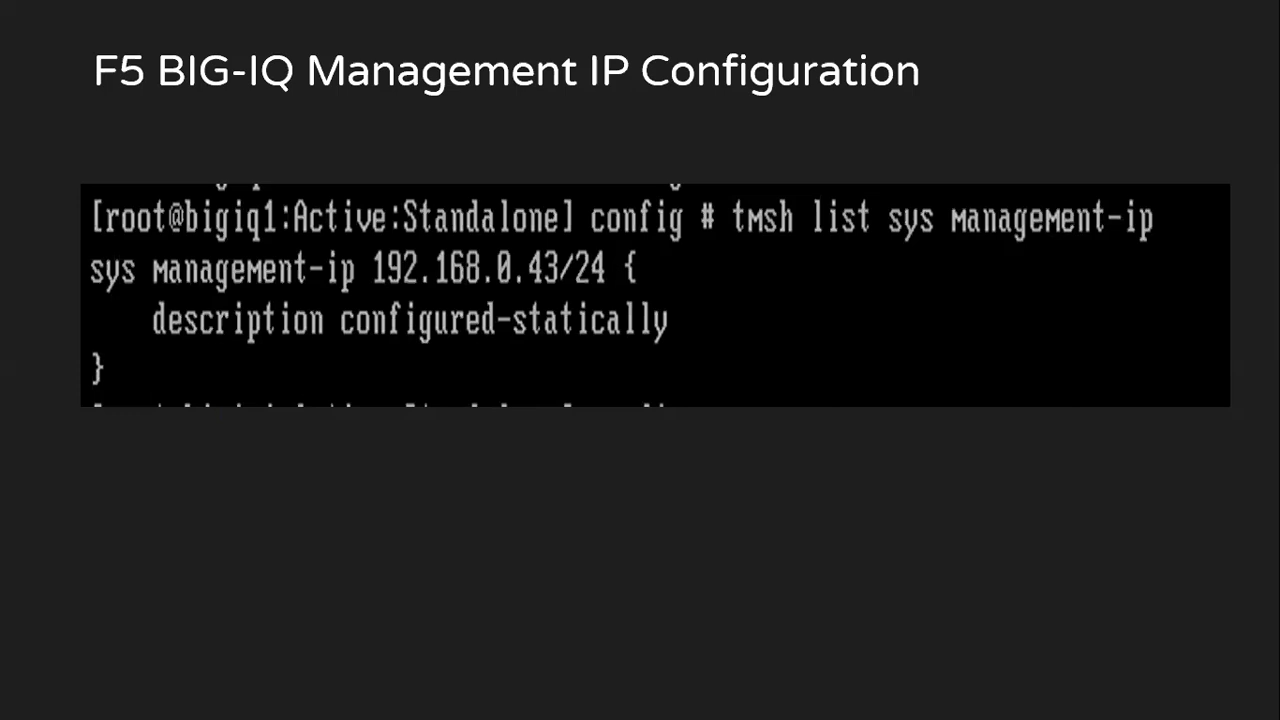 F5 BIG-IQ Management IP Configuration
[root@bigiq1:Active:Standalone] config # tmsh list sys management-ip
sys management-ip 192.168.0.43/24 {
    description configured-statically
}